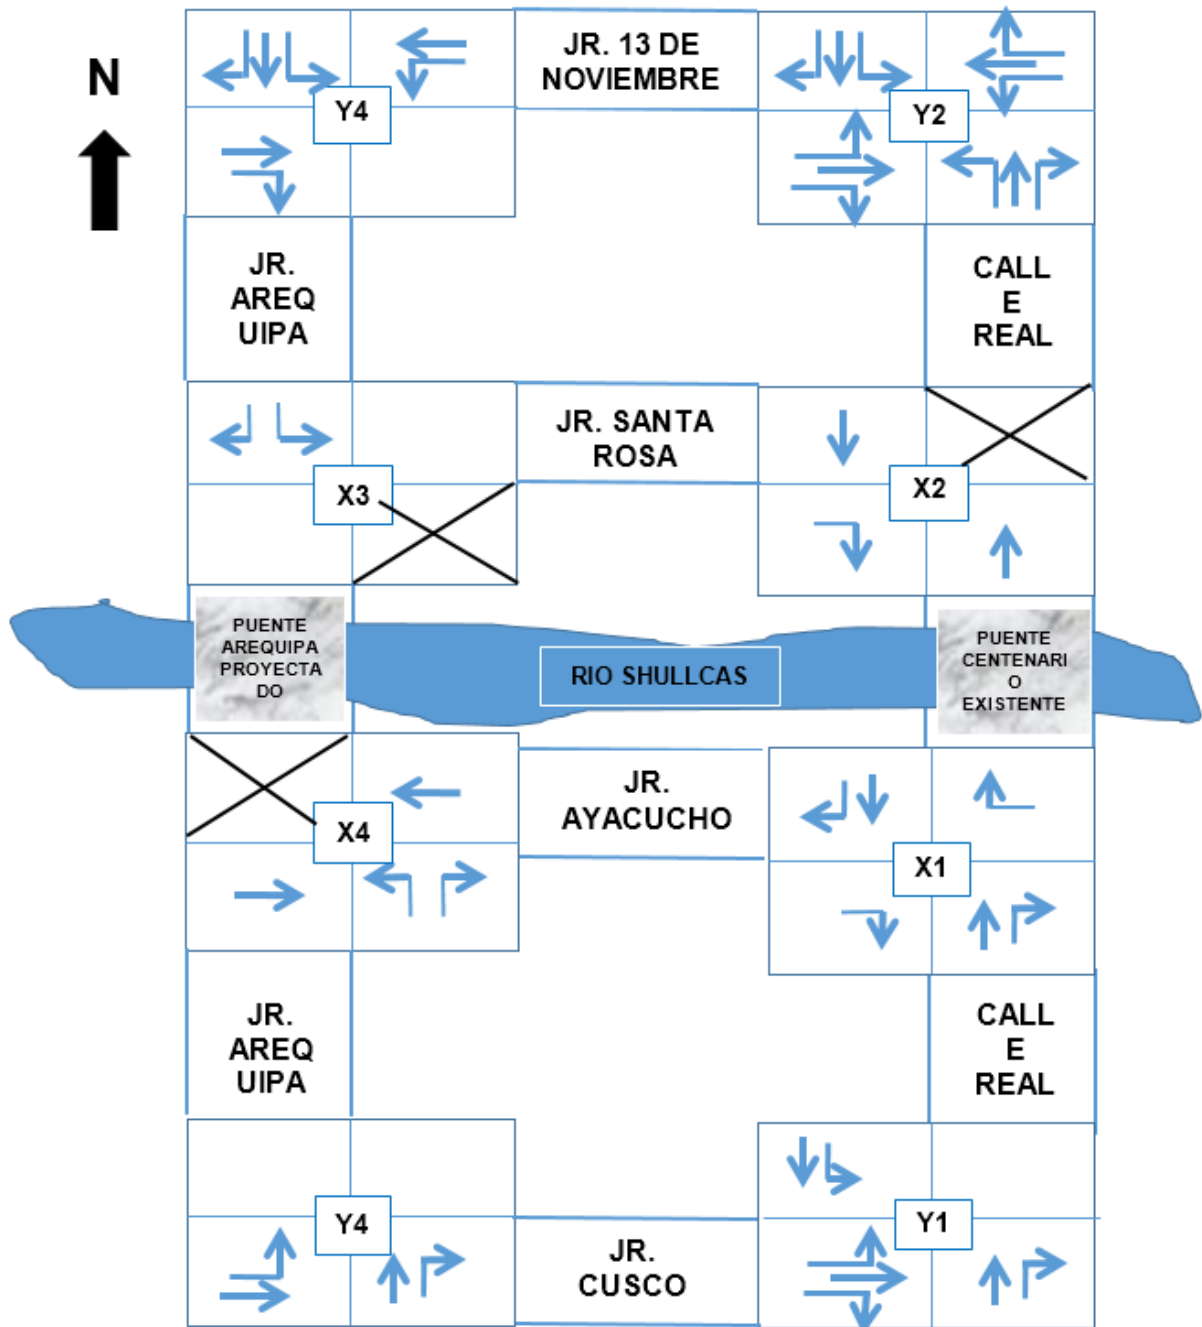 N
JR. 13 DE
NOVIEMBRE
Y4
Y2
JR.
AREQ
UIPA
CALL
E
REAL
JR. SANTA
ROSA
X3
X2
PUENTE
AREQUIPA
PROYECTA
DO
RIO SHULLCAS
PUENTE
CENTENARI
O
EXISTENTE
JR.
AYACUCHO
X4
X1
JR.
AREQ
UIPA
CALL
E
REAL
Y4
Y1
JR.
CUSCO